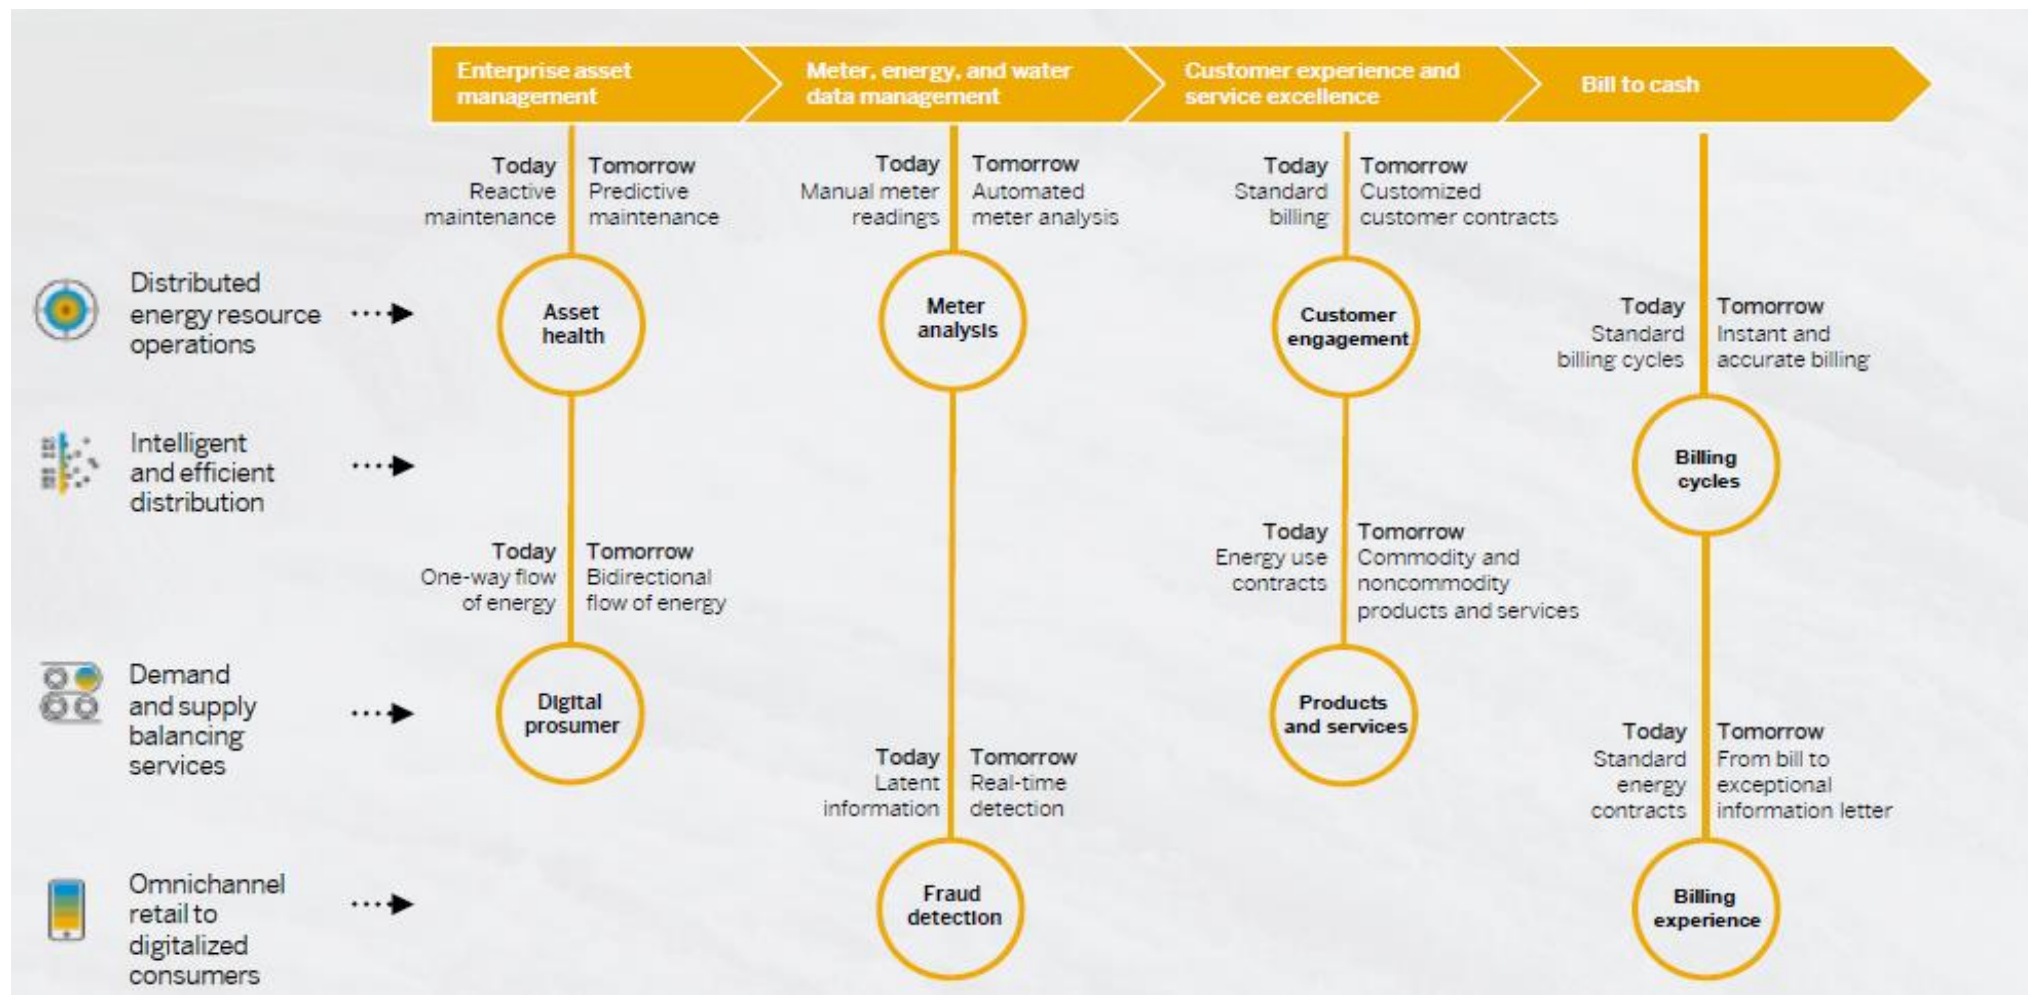 Enterprise asset
management
Meter, energy, and water
data management
Customer experience and
service excellence
Bill to cash
Today
Reactive
maintenance
Tomorrow
Predictive
maintenance
Today
Manual meter
readings
Tomorrow
Automated
meter analysis
Today
Standard
billing
Tomorrow
Customized
customer contracts
Distributed
energy resource
operations
Asset
health
Meter
analysis
Customer
engagement
Today
Standard
billing cycles
Tomorrow
Instant and
accurate billing
Intelligent
and efficient
distribution
Billing
cycles
Today
One-way flow
of energy
Tomorrow
Bidirectional
flow of energy
Today
Energy use
contracts
Tomorrow
Commodity and
noncommodity
products and services
Demand
and supply
balancing
services
Digital
prosumer
Products
and services
Today
Latent
information
Tomorrow
Real-time
detection
Today
Standard
energy
contracts
Tomorrow
From bill to
exceptional
information letter
Omnichannel
retail to
digitalized
consumers
Fraud
detection
Billing
experience